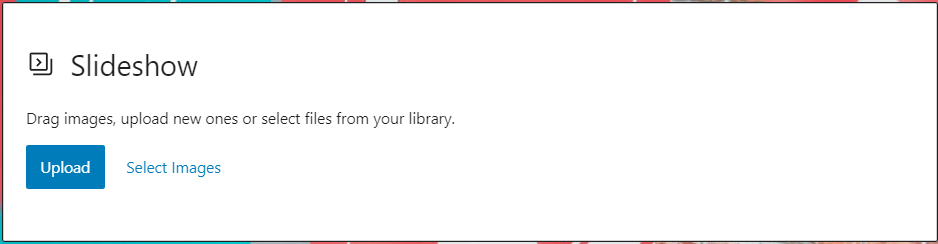 Slideshow
Drag images, upload new ones or select files from your library.
Upload Select Images